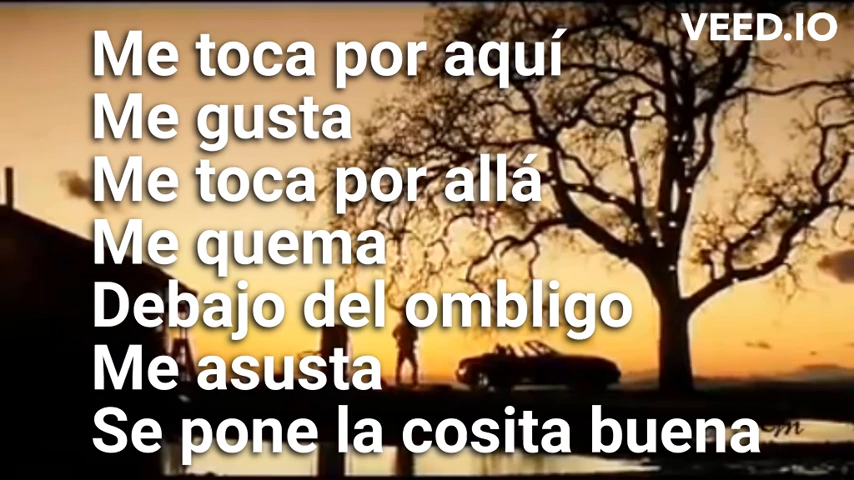 VEED.IO
Me toca por aquí
Me gusta
Me toca por allá
Me quema
Debajo del ombligo
Me asusta
Se pone la cosita buena